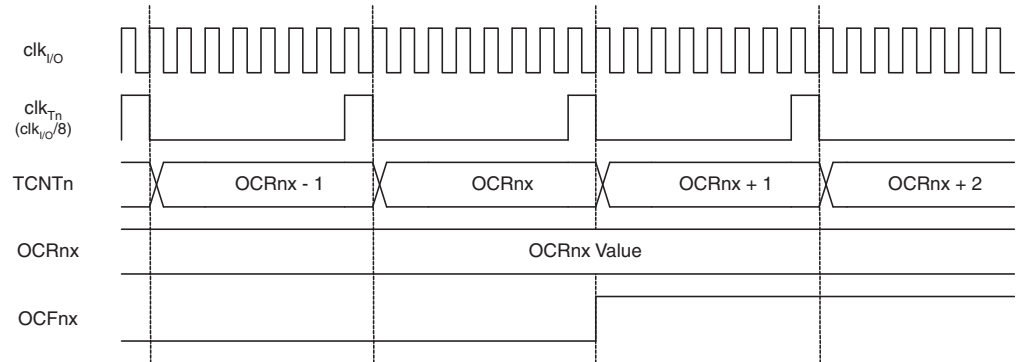 clkI/O
clkTn
(clkI/O/8)
TCNTn OCRnx - 1 OCRnx OCRnx + 1 OCRnx + 2
OCRnx OCRnx Value
OCFnx